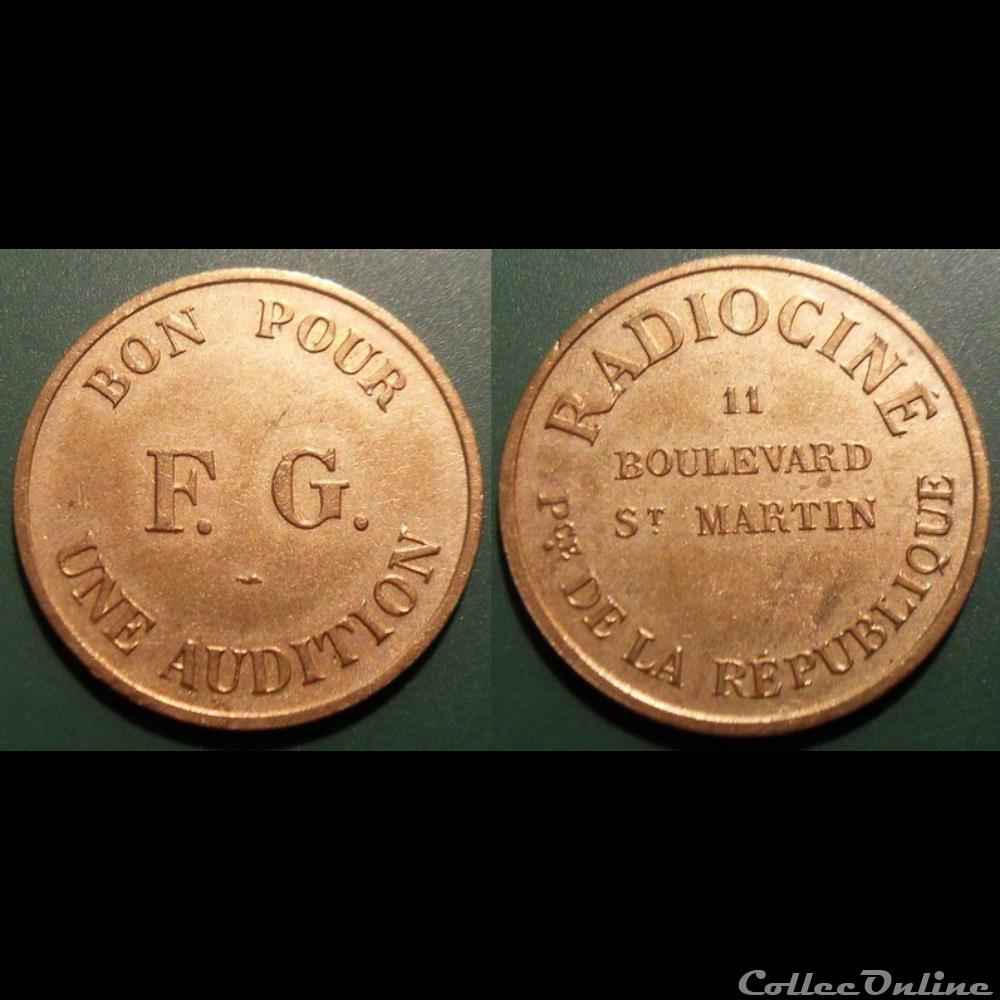 BON POUR
F. G.
UNE AUDITION
RADIOCINÉ
11
BOULEVARD
ST MARTIN
PCE DE LA RÉPUBLIQUE
CollecOnline